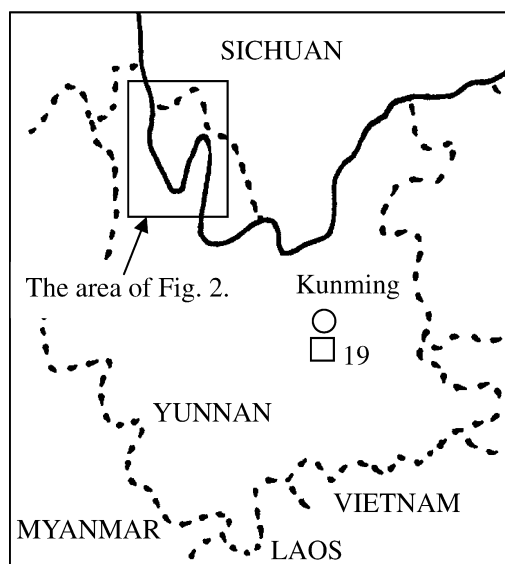 SICHUAN
The area of Fig. 2.
Kunming
19
YUNNAN
VIETNAM
MYANMAR
LAOS